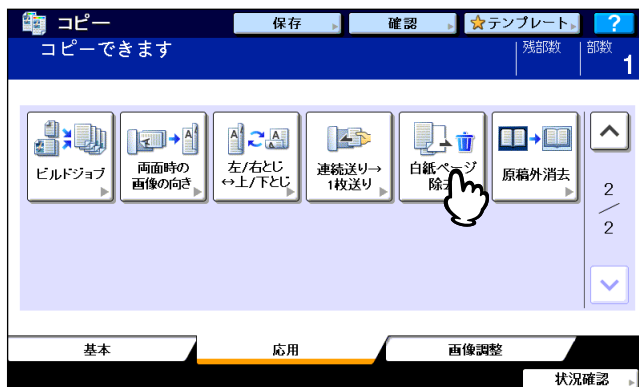 コピー
保存
確認
テンプレート
?
コピーできます
残部数
部数
1
ビルドジョブ
両面時の
画像の向き
左/右とじ
↔上/下とじ
連続送り→
1枚送り
白紙ページ
除去
原稿外消去
2
2
基本
応用
画像調整
状況確認